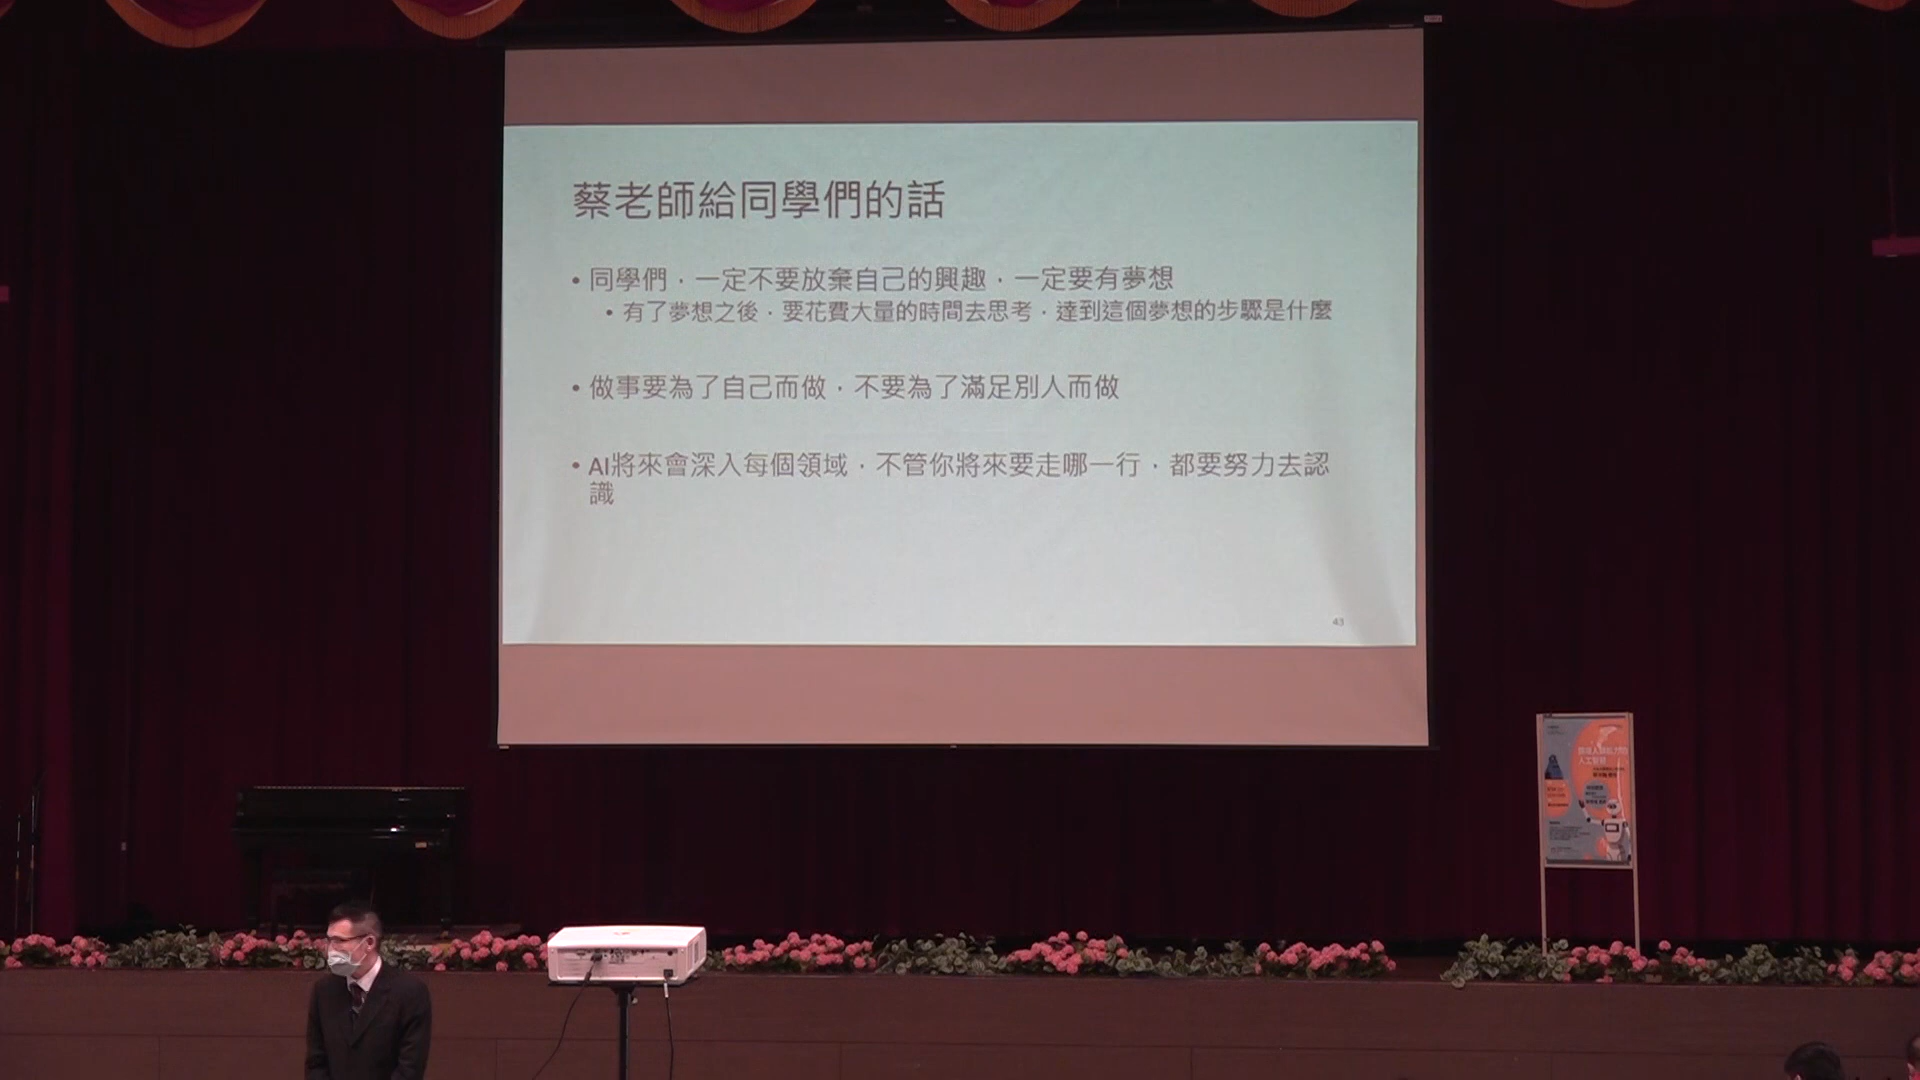 蔡老師給同學們的話
• 同學們，一定不要放棄自己的興趣，一定要有夢想
• 有了夢想之後，要花費大量的時間去思考，達到這個夢想的步驟是什麼
• 做事要為了自己而做，不要為了滿足別人而做
• AI將來會深入每個領域，不管你將來要走哪一行，都要努力去認
識
43
人工智慧